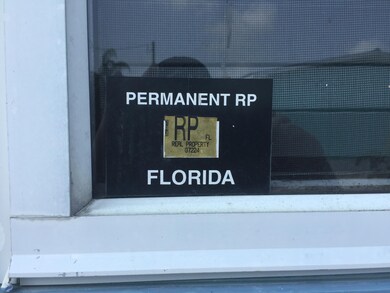 PERMANENT RP
RP
FL
REAL PROPERTY
FLORIDA